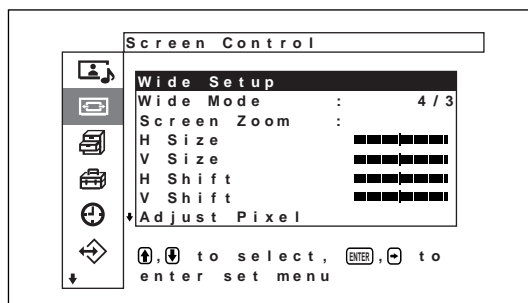 Screen Control
Wide Setup
Wide Mode : 4/3
Screen Zoom :
H Size
V Size
H Shift
V Shift
Adjust Pixel
, to select, ENTER , to
enter set menu